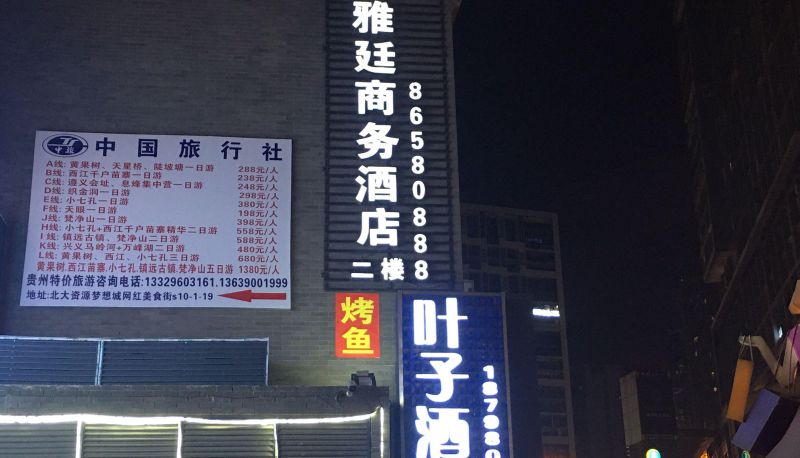 雅廷商务酒店
86580888
二楼
中旅
中国旅行社
A线: 黄果树、天星桥、陡坡塘一日游 288元/人
B线: 西江千户苗寨一日游 238元/人
C线: 遵义会址、息烽集中营一日游 248元/人
D线: 织金洞一日游 298元/人
E线: 小七孔一日游 380元/人
F线: 天眼一日游 198元/人
J线: 梵净山一日游 398元/人
H线: 小七孔+西江千户苗寨精华二日游 558元/人
I线: 镇远古镇、梵净山二日游 588元/人
K线: 兴义马岭河+万峰湖二日游 480元/人
L线: 黄果树、西江、小七孔三日游 680元/人
黄果树.西江苗寨.小七孔.镇远古镇.梵净山五日游 1380元/人
贵州特价旅游咨询电话:13329603161.13639001999
地址:北大资源梦想城网红美食街s10-1-19
烤鱼
叶子酒
187980